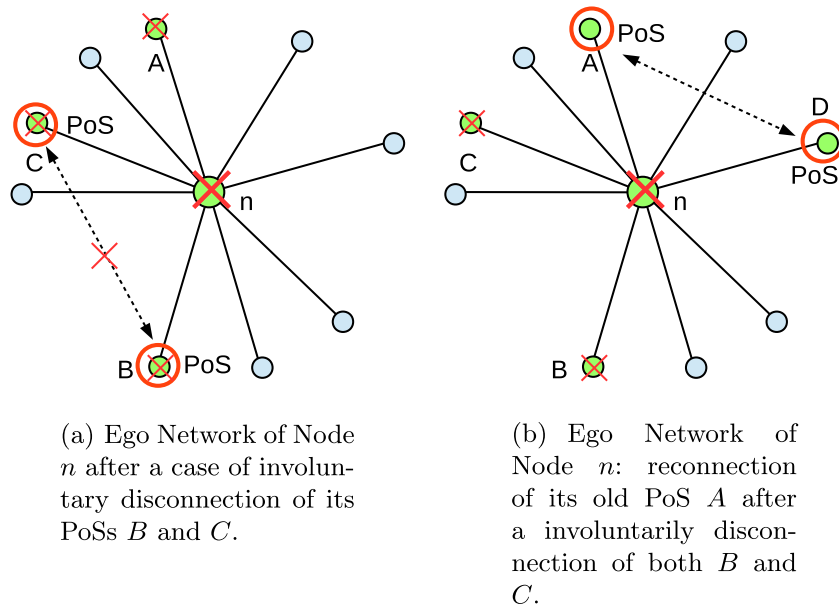 A
PoS
C
n
B
PoS
PoS
A
D
PoS
C
n
B
(a) Ego Network of Node
n after a case of involun-
tary disconnection of its
PoSs B and C.
(b) Ego Network of
Node n: reconnection
of its old PoS A after
a involuntarily discon-
nection of both B and
C.